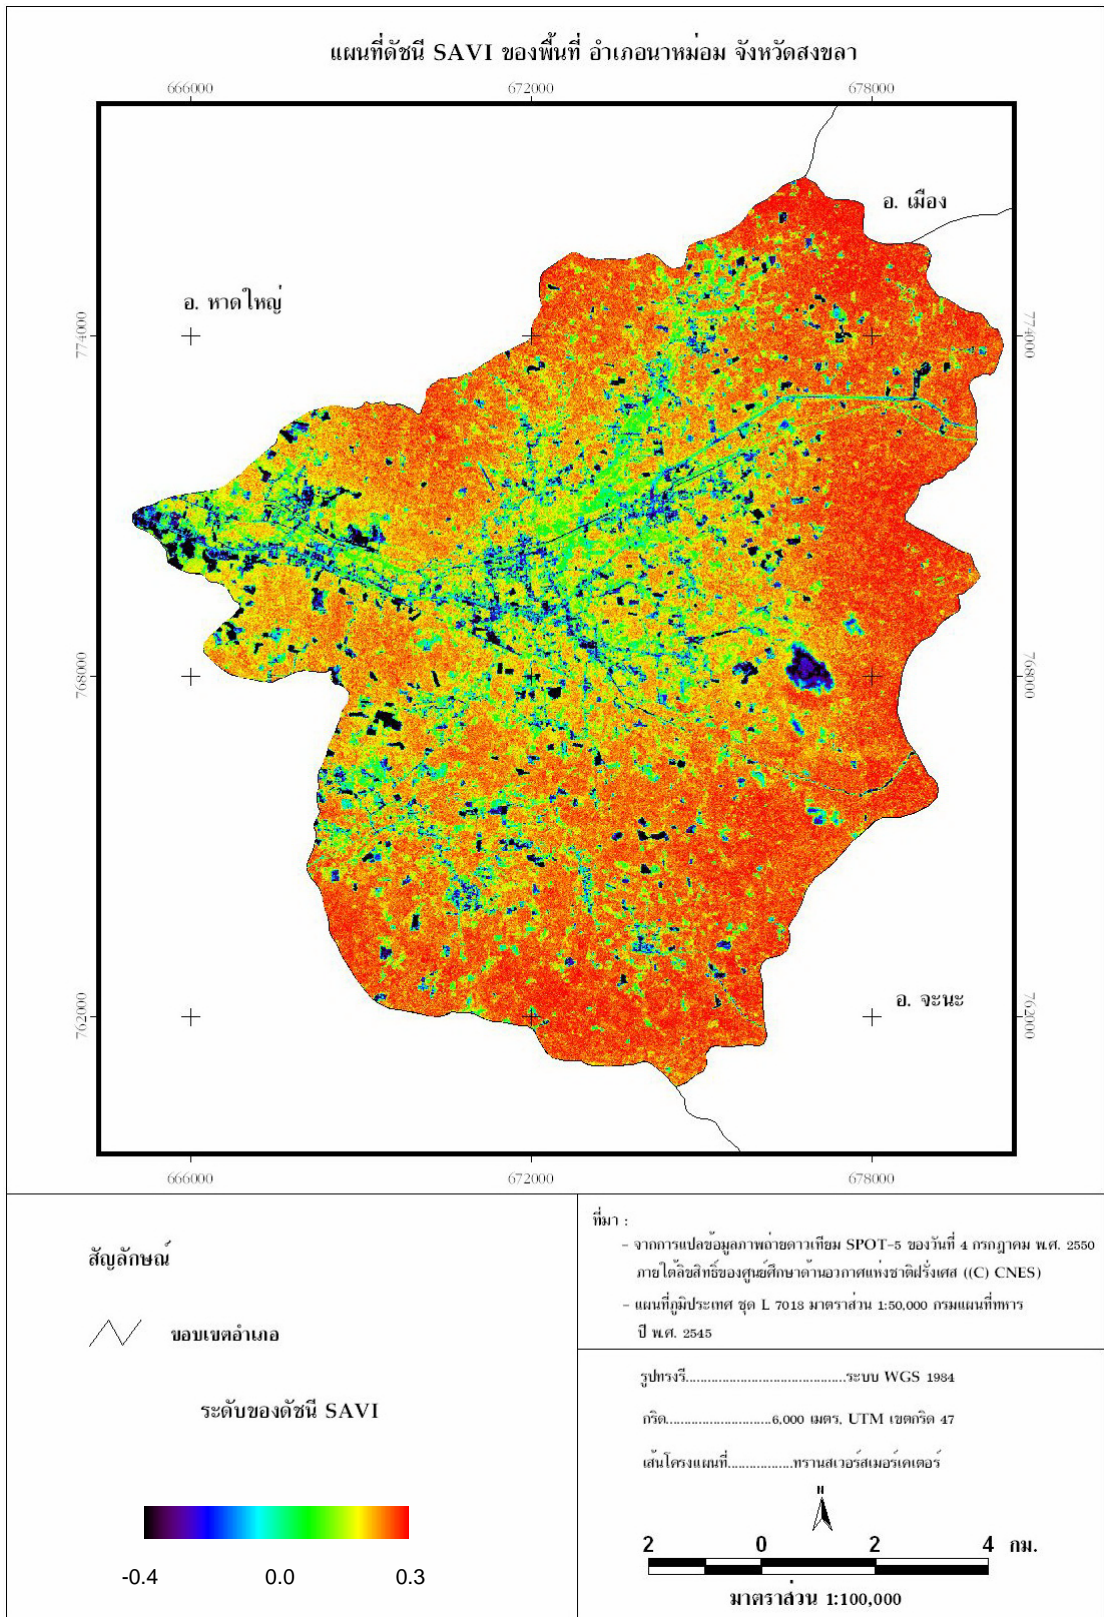 แผนที่ดัชนี SAVI ของพื้นที่ อำเภอนาหม่อม จังหวัดสงขลา
666000 672000 678000
อ. เมือง
อ. หาดใหญ่
774000 774000
768000 768000
อ. จะนะ
762000 762000
666000 672000 678000
สัญลักษณ์
ขอบเขตอำเภอ
ระดับของดัชนี SAVI
-0.4 0.0 0.3
ที่มา :
- จากการแปลข้อมูลภาพถ่ายดาวเทียม SPOT-5 ของวันที่ 4 กรกฎาคม พ.ศ. 2550
ภายใต้ลิขสิทธิ์ของศูนย์ศึกษาด้านอวกาศแห่งชาติฝรั่งเศส ((C) CNES)
- แผนที่ภูมิประเทศ ชุด L 7018 มาตราส่วน 1:50,000 กรมแผนที่ทหาร
ปี พ.ศ. 2545
รูปทรงรี............................................ระบบ WGS 1984
กริด.............................6,000 เมตร, UTM เขตกริด 47
เส้นโครงแผนที่..................ทรานสเวอร์สเมอร์เคเตอร์
N
2 0 2 4 กม.
มาตราส่วน 1:100,000